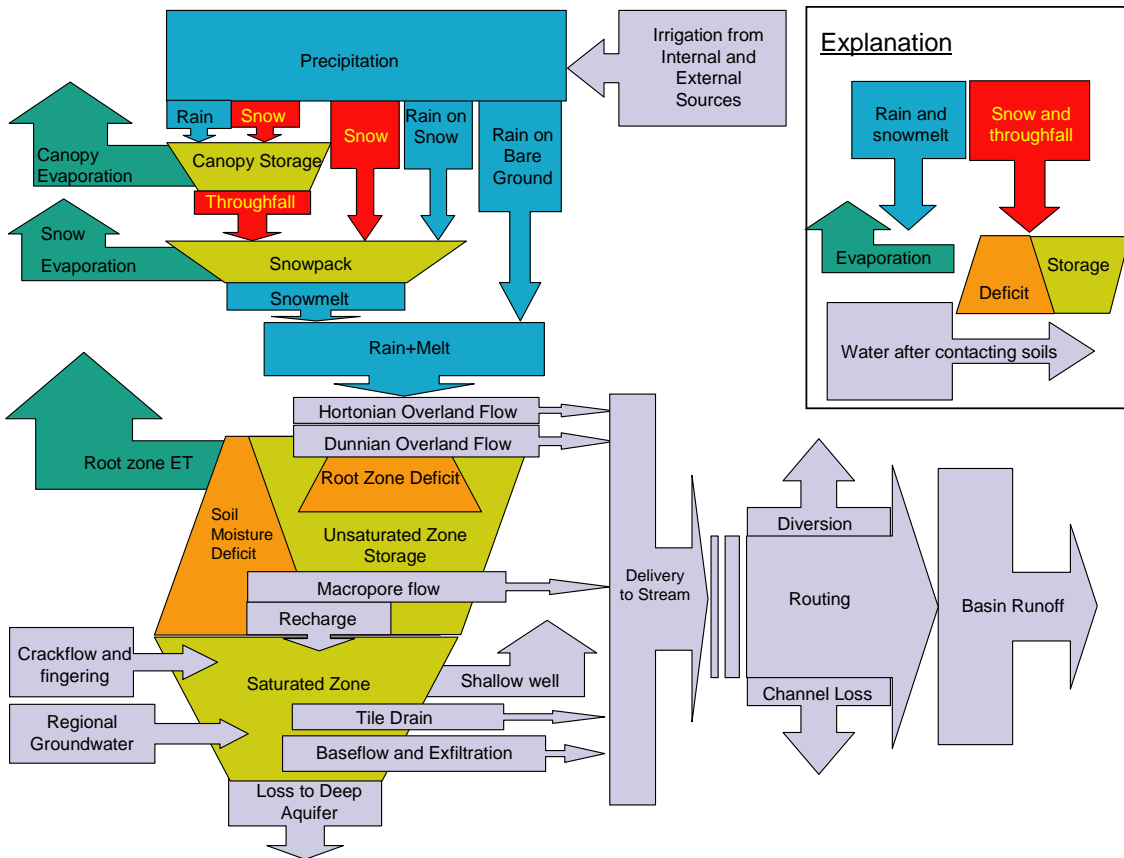 Precipitation
Irrigation from
Internal and
External
Sources
Rain
Snow
Snow
Rain on
Snow
Rain on
Bare
Ground
Canopy
Evaporation
Canopy Storage
Throughfall
Snow
Evaporation
Snowpack
Snowmelt
Rain+Melt
Hortonian Overland Flow
Dunnian Overland Flow
Root zone ET
Root Zone Deficit
Soil
Moisture
Deficit
Unsaturated Zone
Storage
Macropore flow
Recharge
Crackflow and
fingering
Saturated Zone
Shallow well
Regional
Groundwater
Tile Drain
Baseflow and Exfiltration
Loss to Deep
Aquifer
Delivery
to Stream
Diversion
Routing
Channel Loss
Basin Runoff
Explanation
Rain and
snowmelt
Snow and
throughfall
Evaporation
Deficit
Storage
Water after contacting soils